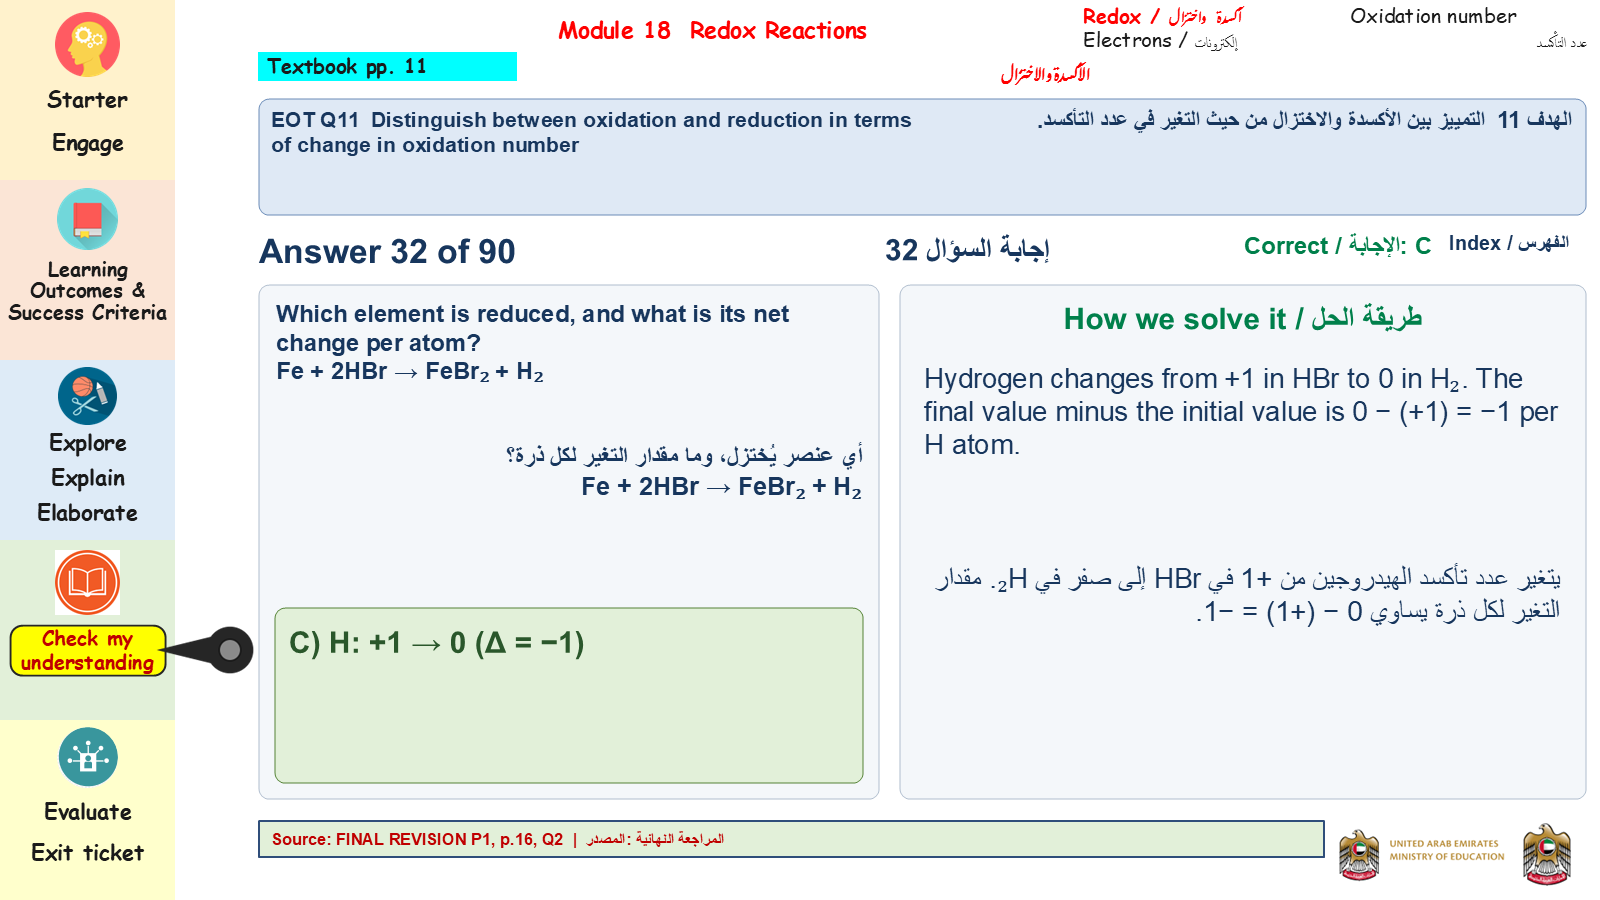 Starter
Engage
Learning
Outcomes &
Success Criteria
Explore
Explain
Elaborate
Check my
understanding
Evaluate
Exit ticket
Module 18 Redox Reactions
Redox / أكسدة واختزال
Electrons / إلكترونات
Oxidation number
عدد التأكسد
Textbook pp. 11
الأكسدة والاختزال
EOT Q11 Distinguish between oxidation and reduction in terms
of change in oxidation number
الهدف 11 التمييز بين الأكسدة والاختزال من حيث التغير في عدد التأكسد.
Answer 32 of 90
إجابة السؤال 32
Correct / الإجابة: C
Index / الفهرس
Which element is reduced, and what is its net
change per atom?
Fe + 2HBr → FeBr₂ + H₂
أي عنصر يُختزل، وما مقدار التغير لكل ذرة؟
Fe + 2HBr → FeBr₂ + H₂
C) H: +1 → 0 (Δ = −1)
How we solve it / طريقة الحل
Hydrogen changes from +1 in HBr to 0 in H₂. The
final value minus the initial value is 0 − (+1) = −1 per
H atom.
يتغير عدد تأكسد الهيدروجين من +1 في HBr إلى صفر في H₂. مقدار
التغير لكل ذرة يساوي 0 − (+1) = −1.
Source: FINAL REVISION P1, p.16, Q2 | المصدر: المراجعة النهائية
UNITED ARAB EMIRATES
MINISTRY OF EDUCATION